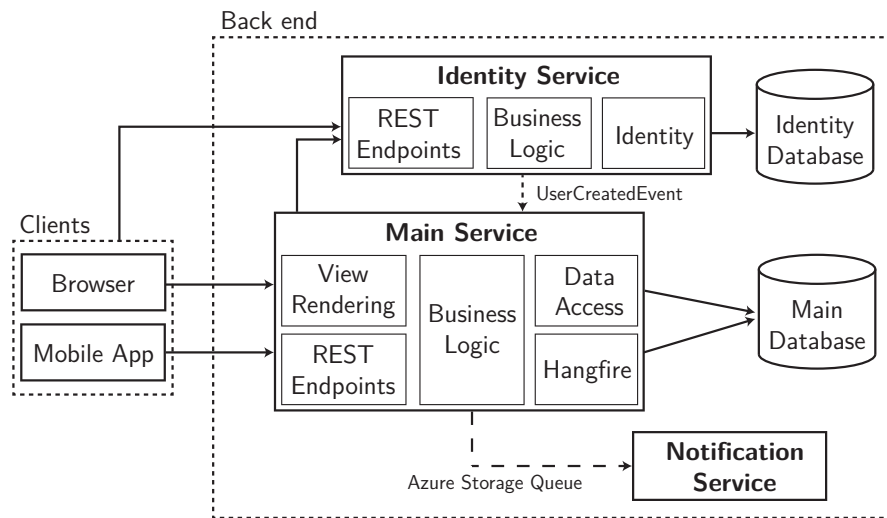 Back end
Identity Service
REST
Endpoints
Business
Logic
Identity
Identity
Database
UserCreatedEvent
Clients
Browser
Mobile App
Main Service
View
Rendering
REST
Endpoints
Business
Logic
Data
Access
Hangfire
Main
Database
Azure Storage Queue
Notification
Service